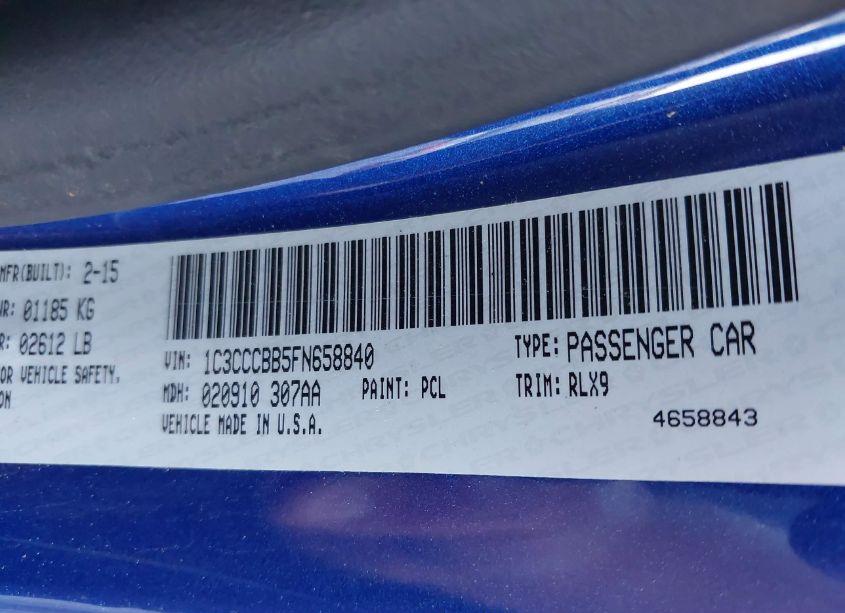 MFR(BUILT): 2-15
WR: 01185 KG
R: 02612 LB
OR VEHICLE SAFETY,
ON
VIN: 1C3CCCBB5FN658840
TYPE: PASSENGER CAR
MDH: 020910 307AA PAINT: PCL TRIM: RLX9
VEHICLE MADE IN U.S.A.
4658843